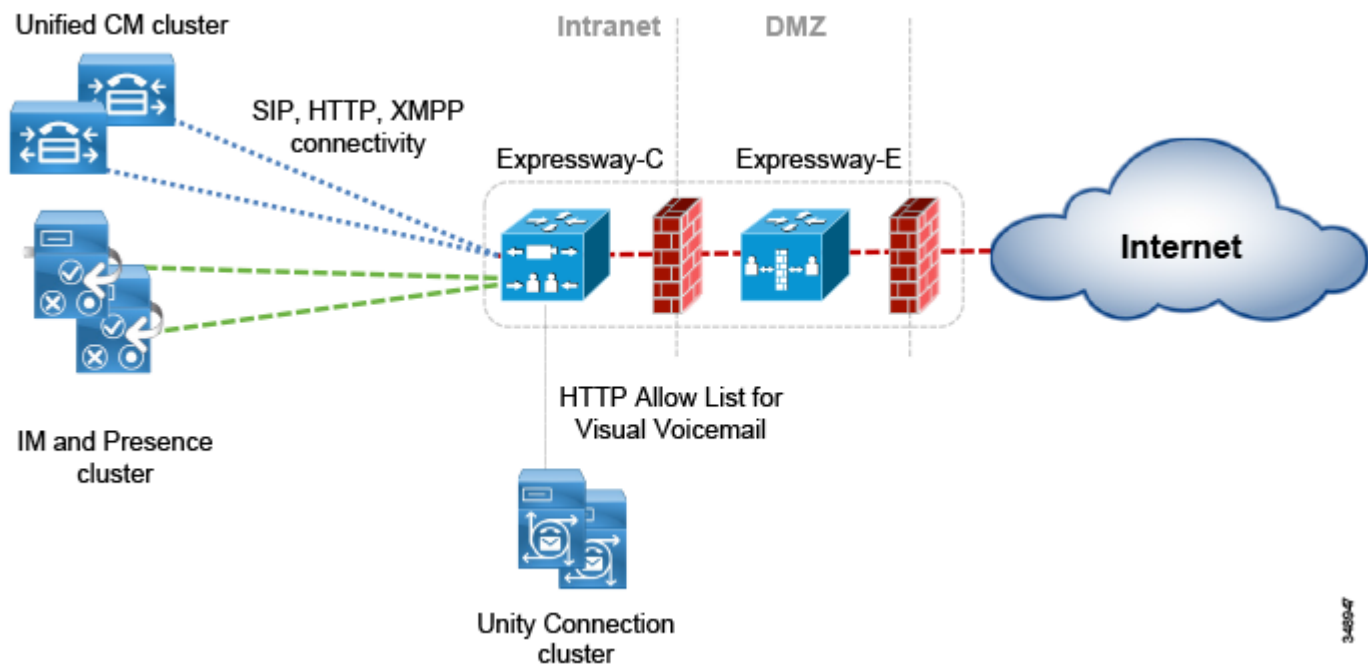 Unified CM cluster
Intranet
DMZ
SIP, HTTP, XMPP
connectivity
Expressway-C
Expressway-E
Internet
HTTP Allow List for
Visual Voicemail
IM and Presence
cluster
Unity Connection
cluster
348947